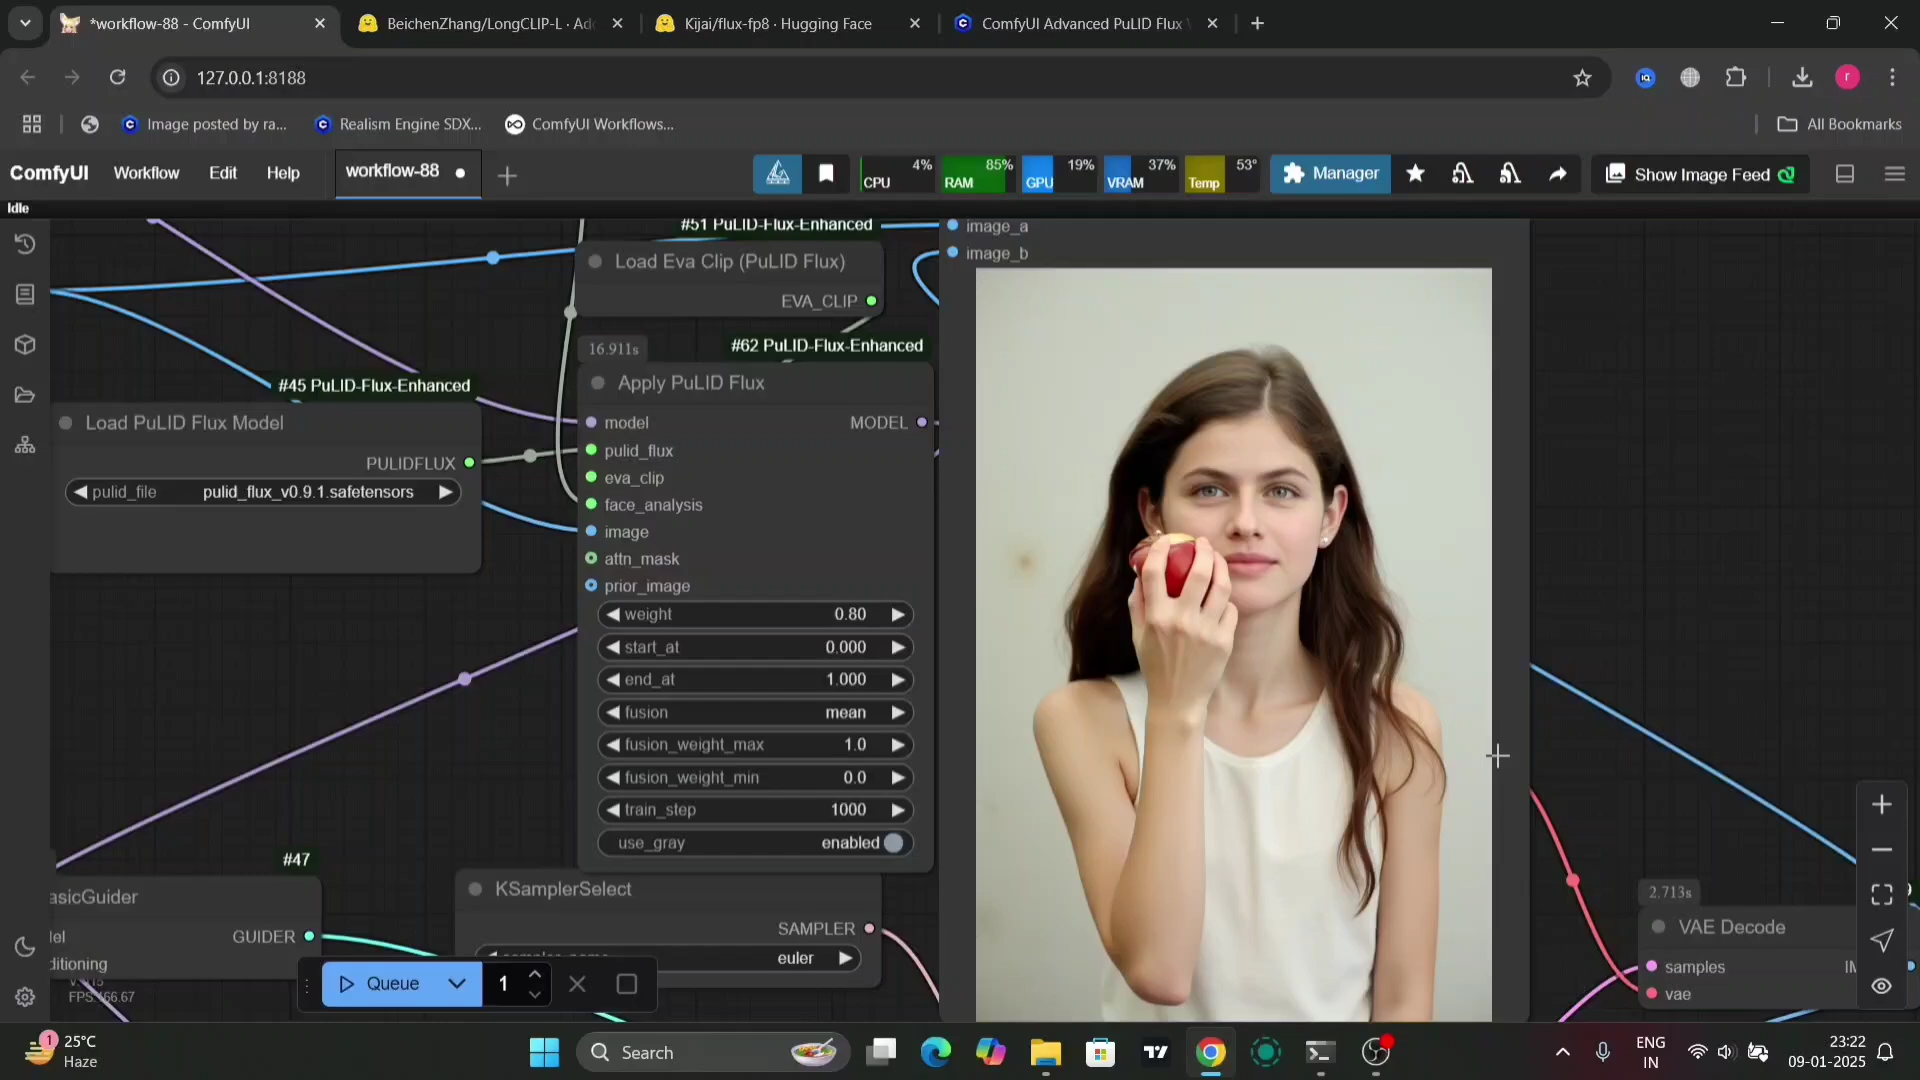 *workflow-88 - ComfyUI
BeichenZhang/LongCLIP-L · Ad
Kijai/flux-fp8 · Hugging Face
ComfyUI Advanced PuLID Flux
127.0.0.1:8188
r
Image posted by ra...
Realism Engine SDX...
ComfyUI Workflows...
All Bookmarks
ComfyUI
Workflow
Edit
Help
workflow-88
CPU 4%
RAM 85%
GPU 19%
VRAM 37%
Temp 53°
Manager
Show Image Feed
Idle
#51 PuLID-Flux-Enhanced
Load Eva Clip (PuLID Flux)
EVA_CLIP
image_a
image_b
#45 PuLID-Flux-Enhanced
Load PuLID Flux Model
PULIDFLUX
pulid_file pulid_flux_v0.9.1.safetensors
16.911s
#62 PuLID-Flux-Enhanced
Apply PuLID Flux
model MODEL
pulid_flux
eva_clip
face_analysis
image
attn_mask
prior_image
weight 0.80
start_at 0.000
end_at 1.000
fusion mean
fusion_weight_max 1.0
fusion_weight_min 0.0
train_step 1000
use_gray enabled
#47
asicGuider
GUIDER
del
ditioning
KSamplerSelect
SAMPLER
euler
Queue 1
2.713s
VAE Decode
samples IM
vae
1
25°C
Haze
Search
ENG
IN
23:22
09-01-2025